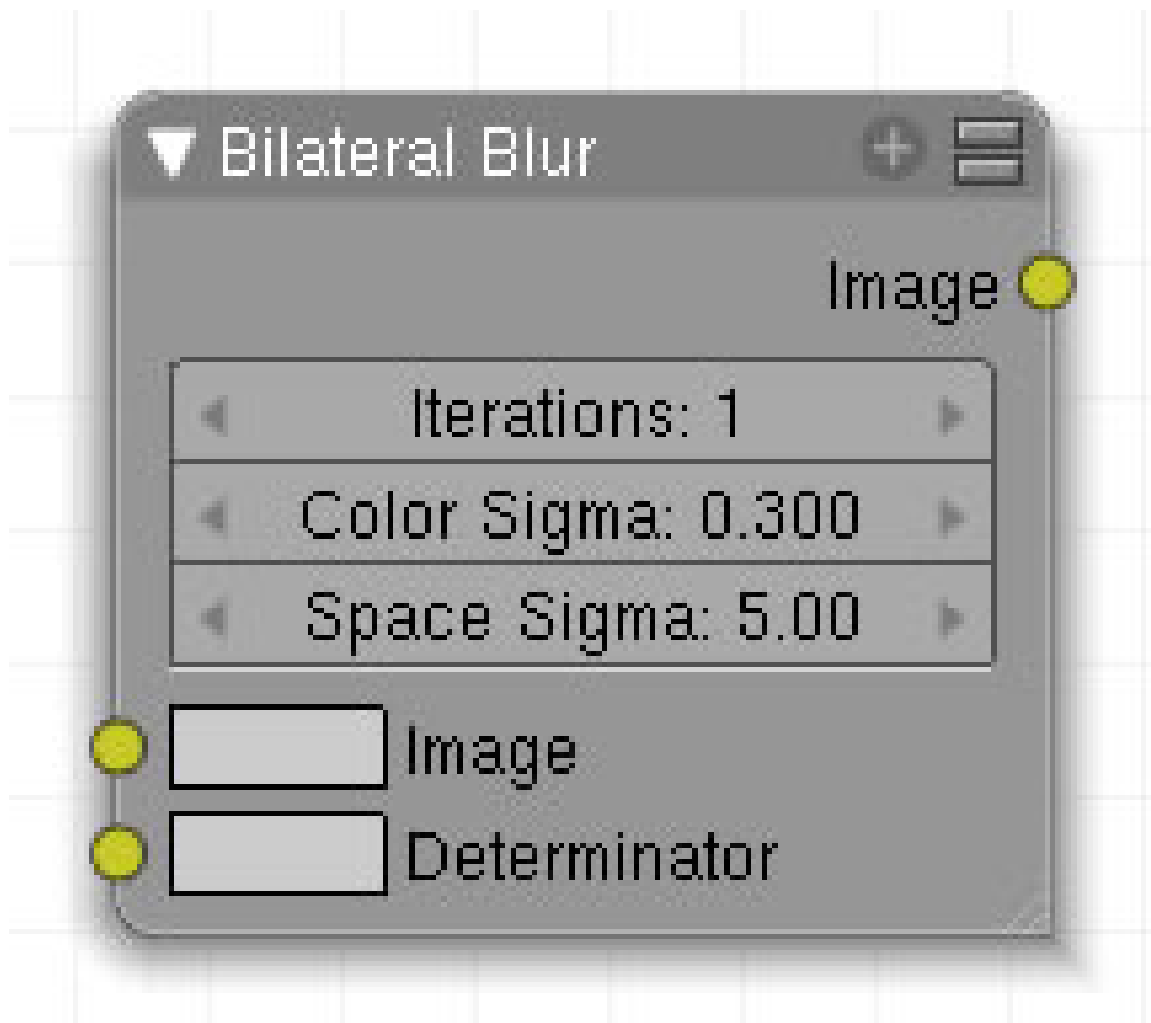 Bilateral Blur
Image
Iterations: 1
Color Sigma: 0.300
Space Sigma: 5.00
Image
Determinator